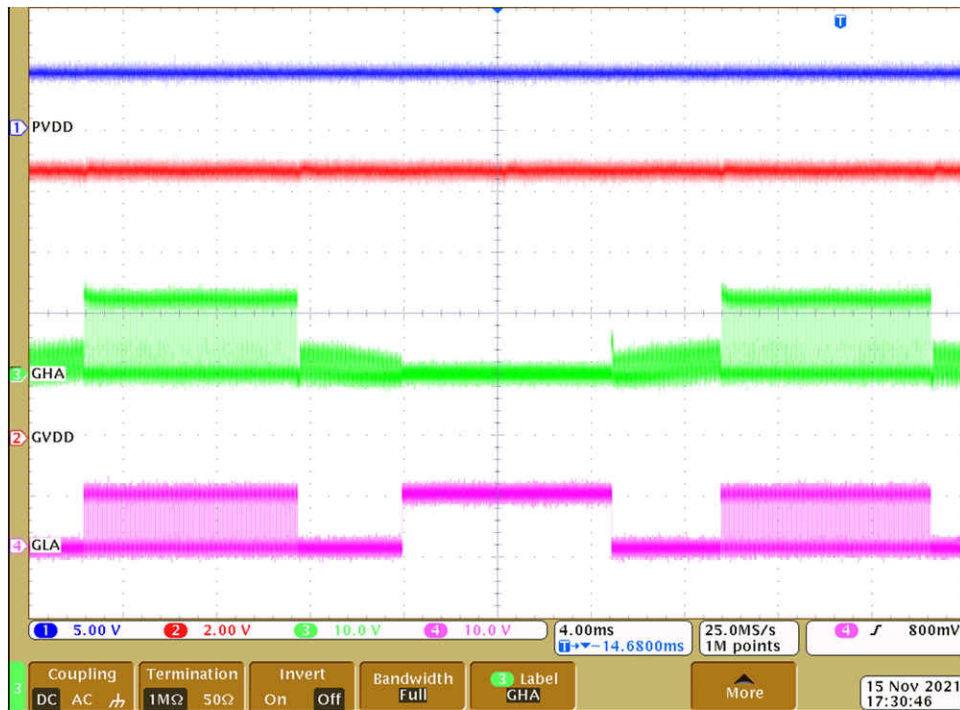 T
1 PVDD
3 GHA
2 GVDD
4 GLA
1 5.00 V 2 2.00 V 3 10.0 V 4 10.0 V
4.00ms
T→▼−14.6800ms
25.0MS/s
1M points
4 800mV
3
Coupling
DC AC
Termination
1MΩ 50Ω
Invert
On Off
Bandwidth
Full
3 Label
GHA
More
15 Nov 2021
17:30:46